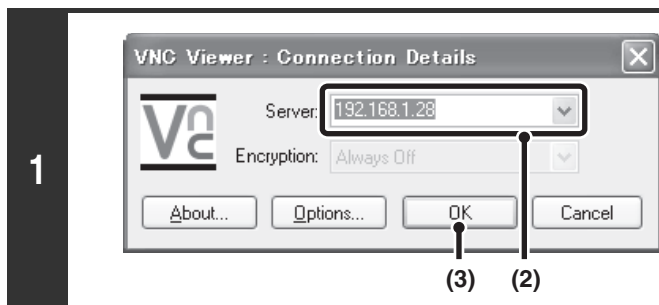 VNC Viewer : Connection Details
1
VNC
Server: 192.168.1.28
Encryption: Always Off
About... Options... OK Cancel
(3) (2)